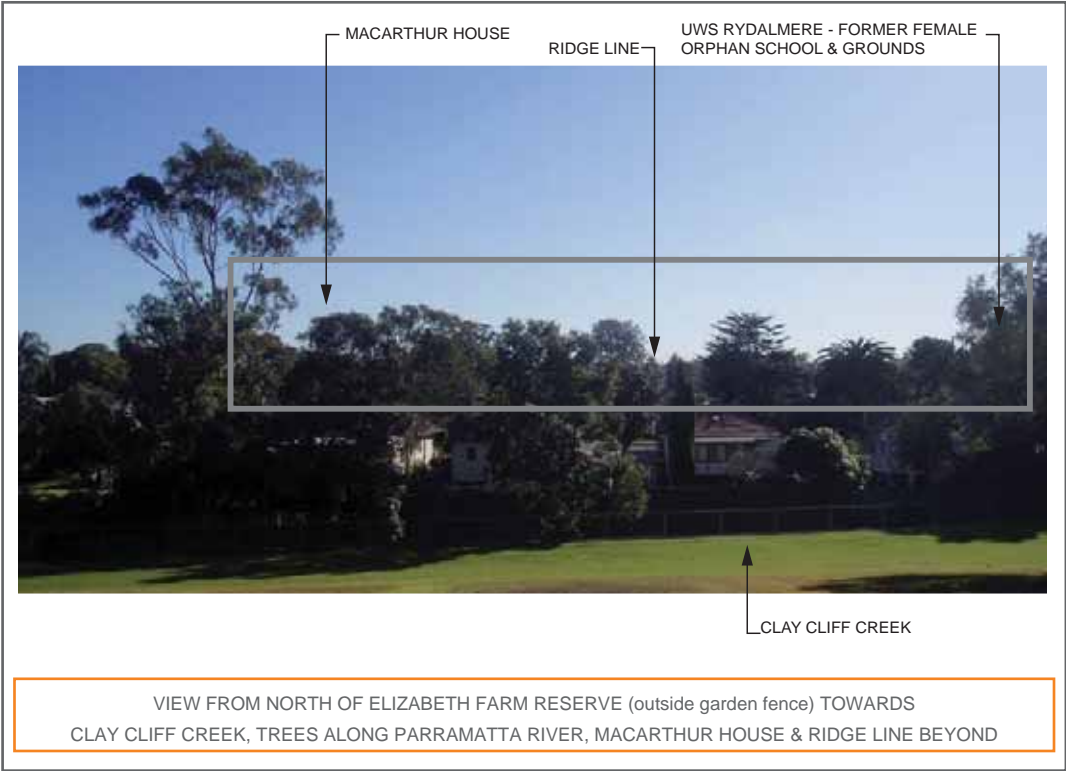 MACARTHUR HOUSE
RIDGE LINE
UWS RYDALMERE - FORMER FEMALE
ORPHAN SCHOOL & GROUNDS
CLAY CLIFF CREEK
VIEW FROM NORTH OF ELIZABETH FARM RESERVE (outside garden fence) TOWARDS
CLAY CLIFF CREEK, TREES ALONG PARRAMATTA RIVER, MACARTHUR HOUSE & RIDGE LINE BEYOND